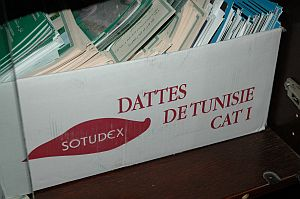 DATTES
DE TUNISIE
CAT I
SOTUDEX